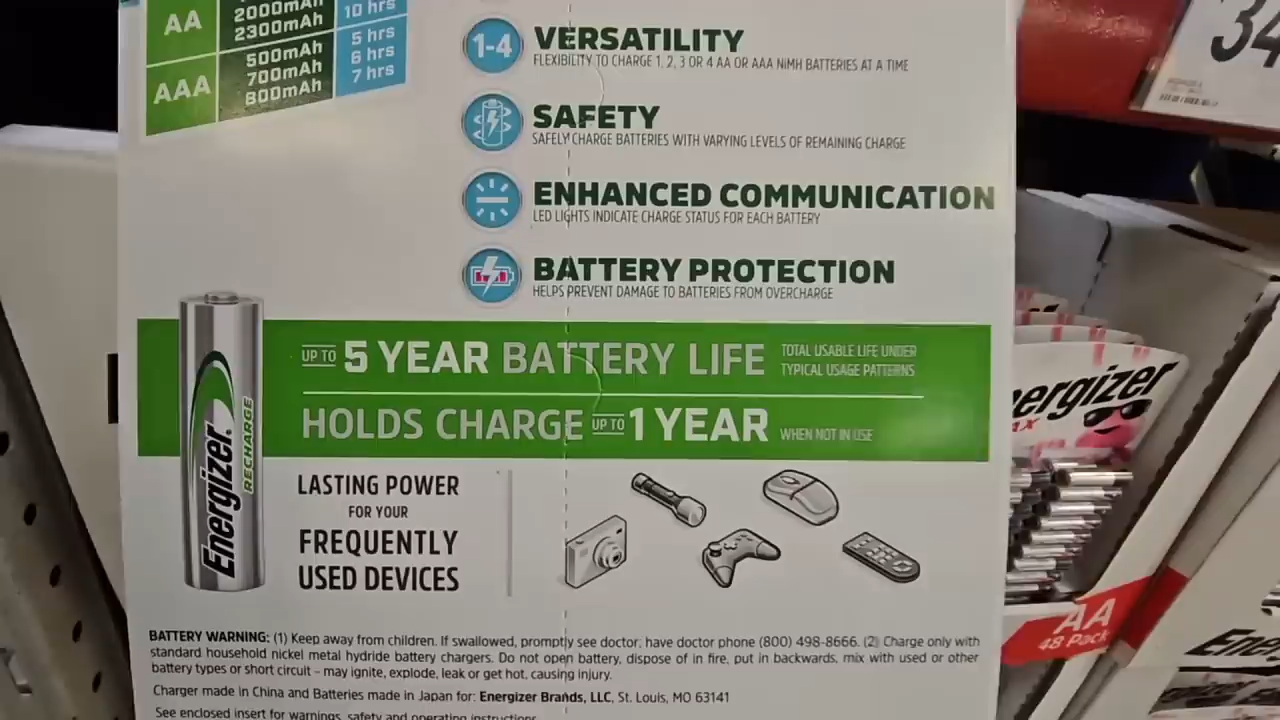 AA
2000mAh
2300mAh
10 hrs
AAA
500mAh
700mAh
800mAh
5 hrs
6 hrs
7 hrs
1-4
VERSATILITY
FLEXIBILITY TO CHARGE 1, 2, 3 OR 4 AA OR AAA NIMH BATTERIES AT A TIME
SAFETY
SAFELY CHARGE BATTERIES WITH VARYING LEVELS OF REMAINING CHARGE
ENHANCED COMMUNICATION
LED LIGHTS INDICATE CHARGE STATUS FOR EACH BATTERY
BATTERY PROTECTION
HELPS PREVENT DAMAGE TO BATTERIES FROM OVERCHARGE
UP TO 5 YEAR BATTERY LIFE TOTAL USABLE LIFE UNDER
TYPICAL USAGE PATTERNS
HOLDS CHARGE UP TO 1 YEAR WHEN NOT IN USE
Energizer
RECHARGE
LASTING POWER
FOR YOUR
FREQUENTLY
USED DEVICES
BATTERY WARNING: (1) Keep away from children. If swallowed, promptly see doctor; have doctor phone (800) 498-8666. (2) Charge only with
standard household nickel metal hydride battery chargers. Do not open battery, dispose of in fire, put in backwards, mix with used or other
battery types or short circuit – may ignite, explode, leak or get hot, causing injury.
Charger made in China and Batteries made in Japan for: Energizer Brands, LLC, St. Louis, MO 63141
See enclosed insert for warnings, safety and operating instructions.
34
ergizer
AX
AA
48 Pack
Ener